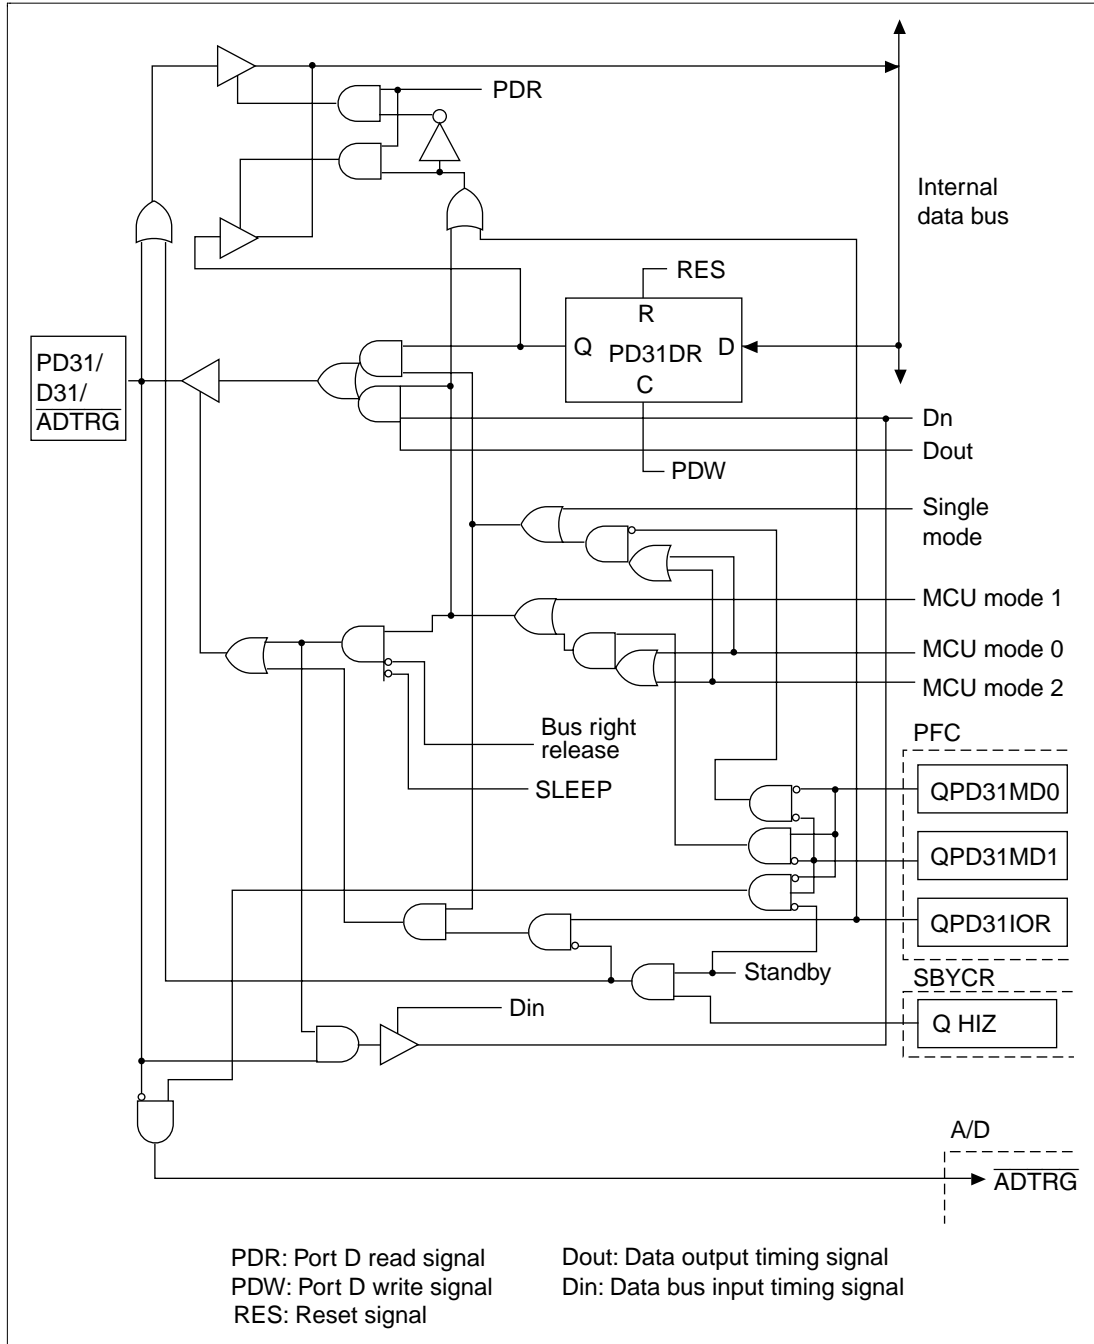 PDR
Internal
data bus
RES
R
Q PD31DR D
C
PD31/
D31/
ADTRG
Dn
Dout
PDW
Single
mode
MCU mode 1
MCU mode 0
MCU mode 2
Bus right
release
SLEEP
PFC
QPD31MD0
QPD31MD1
QPD31IOR
Standby
SBYCR
Q HIZ
Din
A/D
ADTRG
PDR: Port D read signal
PDW: Port D write signal
RES: Reset signal
Dout: Data output timing signal
Din: Data bus input timing signal